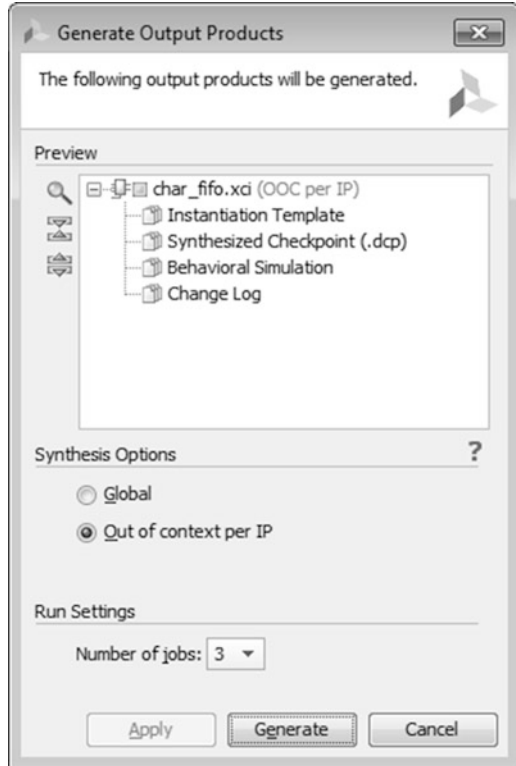 Generate Output Products
The following output products will be generated.
Preview
char_fifo.xci (OOC per IP)
Instantiation Template
Synthesized Checkpoint (.dcp)
Behavioral Simulation
Change Log
Synthesis Options
?
Global
Out of context per IP
Run Settings
Number of jobs: 3
Apply Generate Cancel